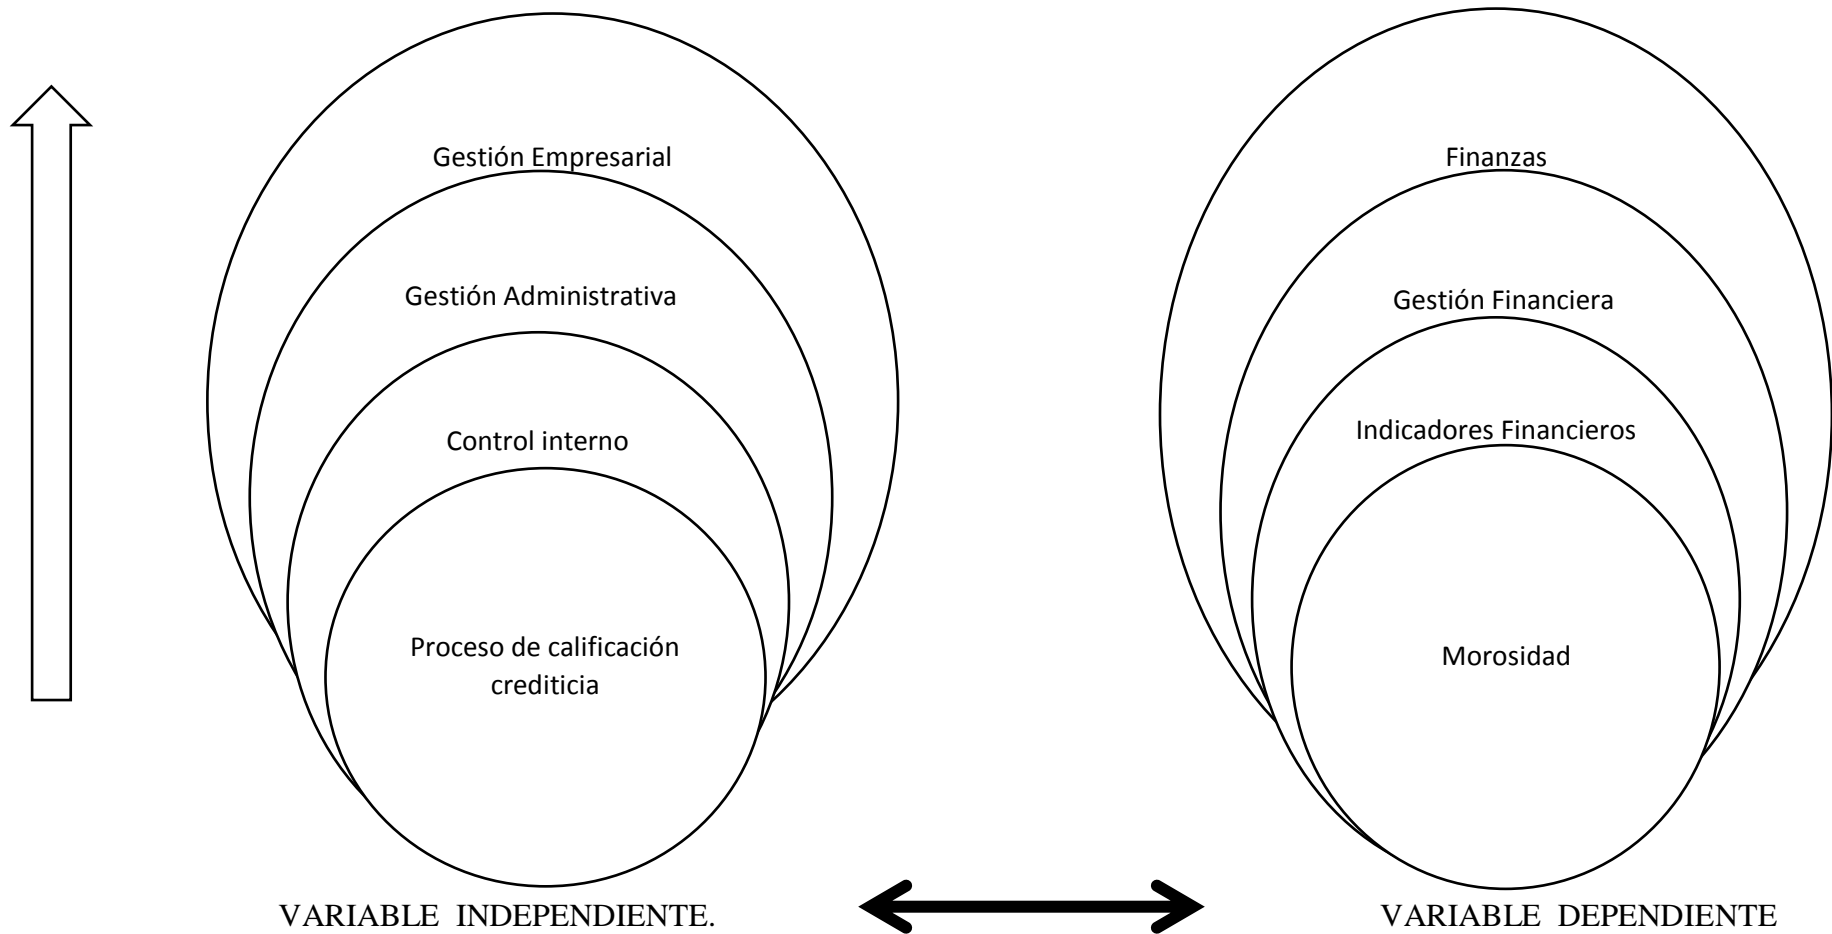 Gestión Empresarial
Gestión Administrativa
Control interno
Proceso de calificación
crediticia
VARIABLE INDEPENDIENTE.
Finanzas
Gestión Financiera
Indicadores Financieros
Morosidad
VARIABLE DEPENDIENTE